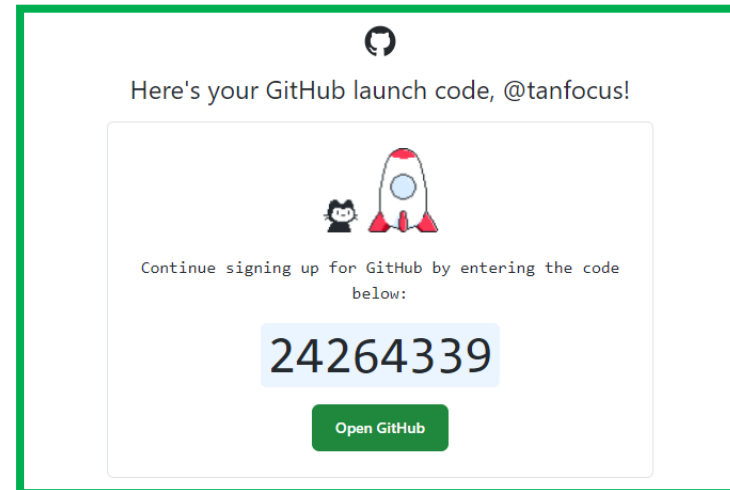 Here's your GitHub launch code, @tanfocus!
Continue signing up for GitHub by entering the code
below:
24264339
Open GitHub